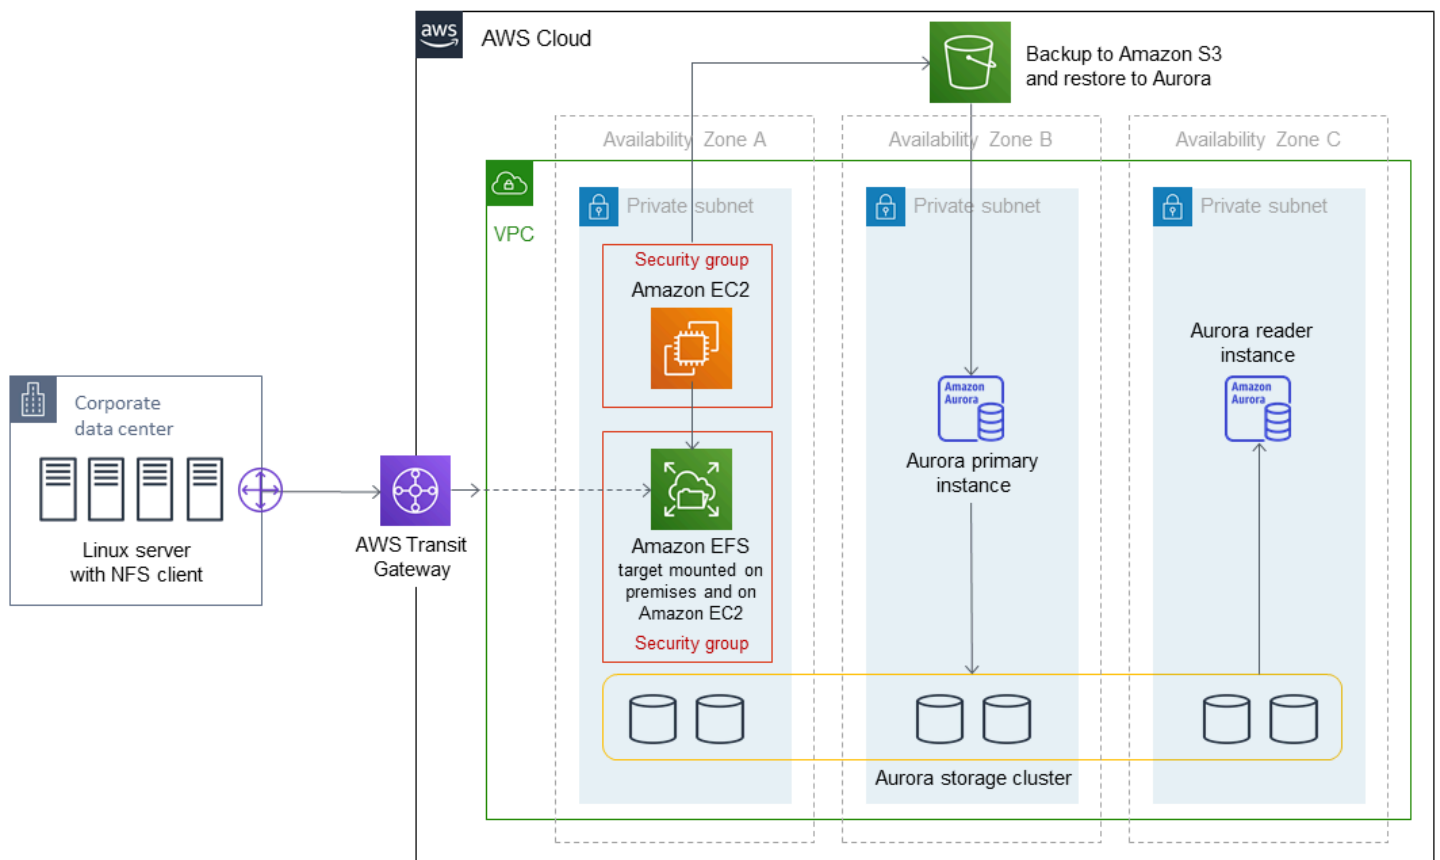 aws
AWS Cloud
Backup to Amazon S3
and restore to Aurora
Availability Zone A
Availability Zone B
Availability Zone C
VPC
Private subnet
Private subnet
Private subnet
Security group
Amazon EC2
Aurora reader
instance
Amazon
Aurora
Amazon
Aurora
Corporate
data center
Aurora primary
instance
Linux server
with NFS client
AWS Transit
Gateway
Amazon EFS
target mounted on
premises and on
Amazon EC2
Security group
Aurora storage cluster